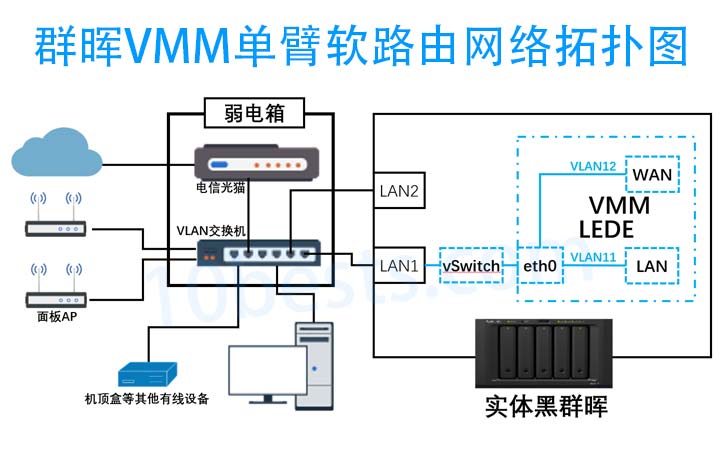 群晖VMM单臂软路由网络拓扑图
弱电箱
电信光猫
VLAN交换机
面板AP
机顶盒等其他有线设备
LAN2
LAN1
vSwitch
eth0
VLAN12
WAN
VMM
LEDE
VLAN11
LAN
实体黑群晖
10bests.com